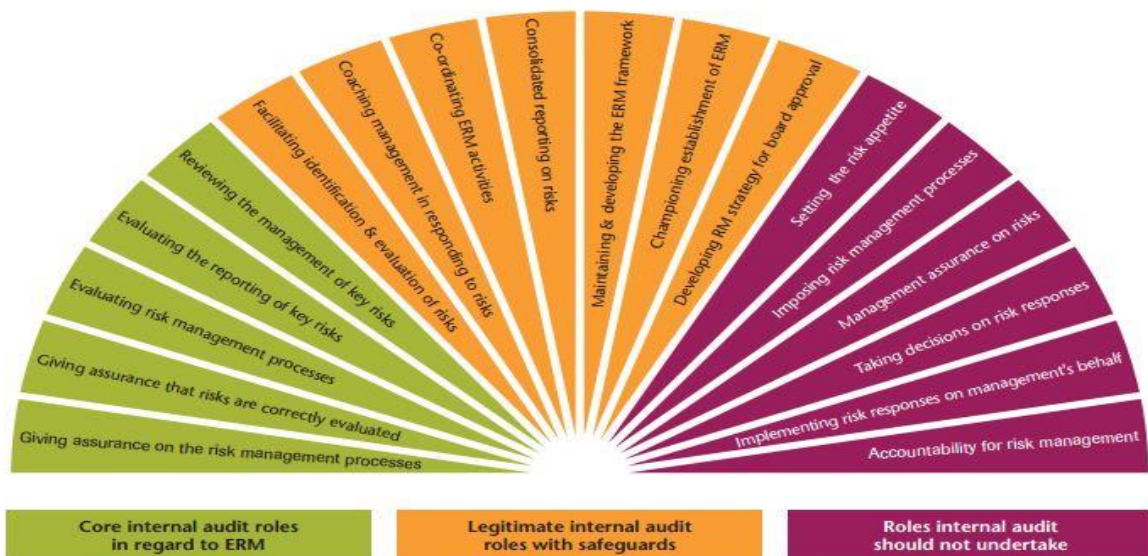 Giving assurance on the risk management processes
Giving assurance that risks are correctly evaluated
Evaluating risk management processes
Evaluating the reporting of key risks
Reviewing the management of key risks
Facilitating identification & evaluation of risks
Coaching management in responding to risks
Co-ordinating ERM activities
Consolidated reporting on risks
Maintaining & developing the ERM framework
Championing establishment of ERM
Developing RM strategy for board approval
Setting the risk appetite
Imposing risk management processes
Management assurance on risks
Taking decisions on risk responses
Implementing risk responses on management's behalf
Accountability for risk management
Core internal audit roles
in regard to ERM
Legitimate internal audit
roles with safeguards
Roles internal audit
should not undertake